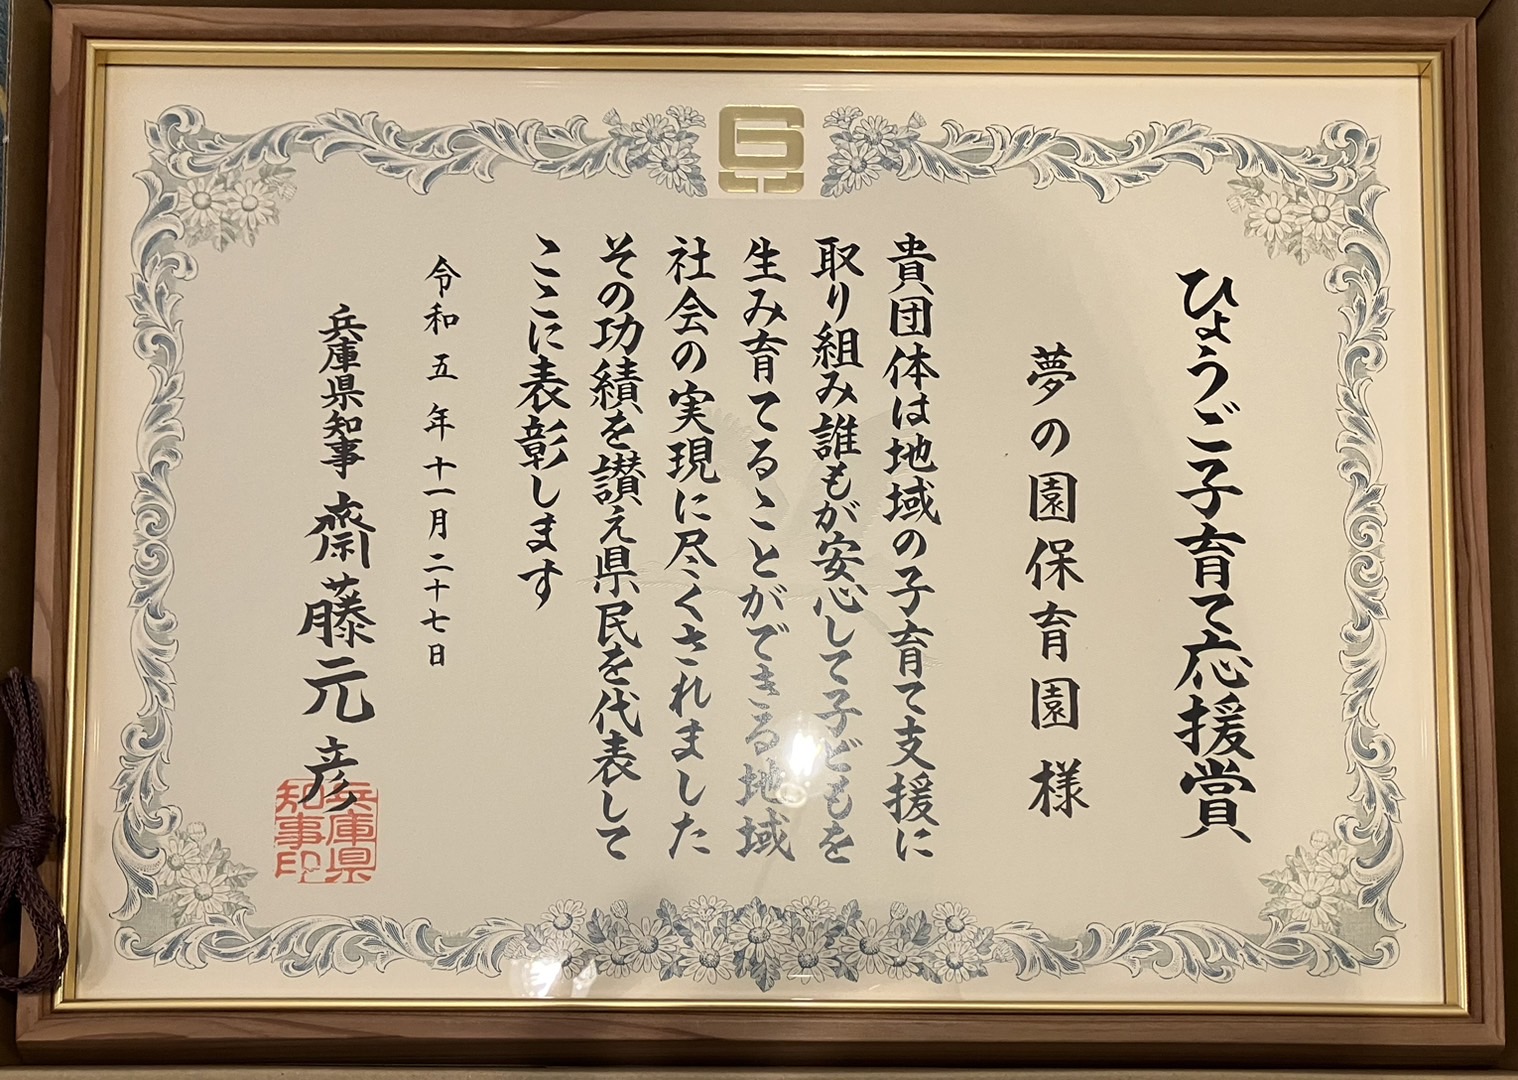 ひょうご子育て応援賞
夢の園保育園様
貴団体は地域の子育て支援に
取り組み誰もが安心して子どもを
生み育てることができる地域
社会の実現に尽くされました
その功績を讃え県民を代表して
ここに表彰します
令和五年十一月二十七日
兵庫県知事 齋藤元彦
兵庫県
知事印